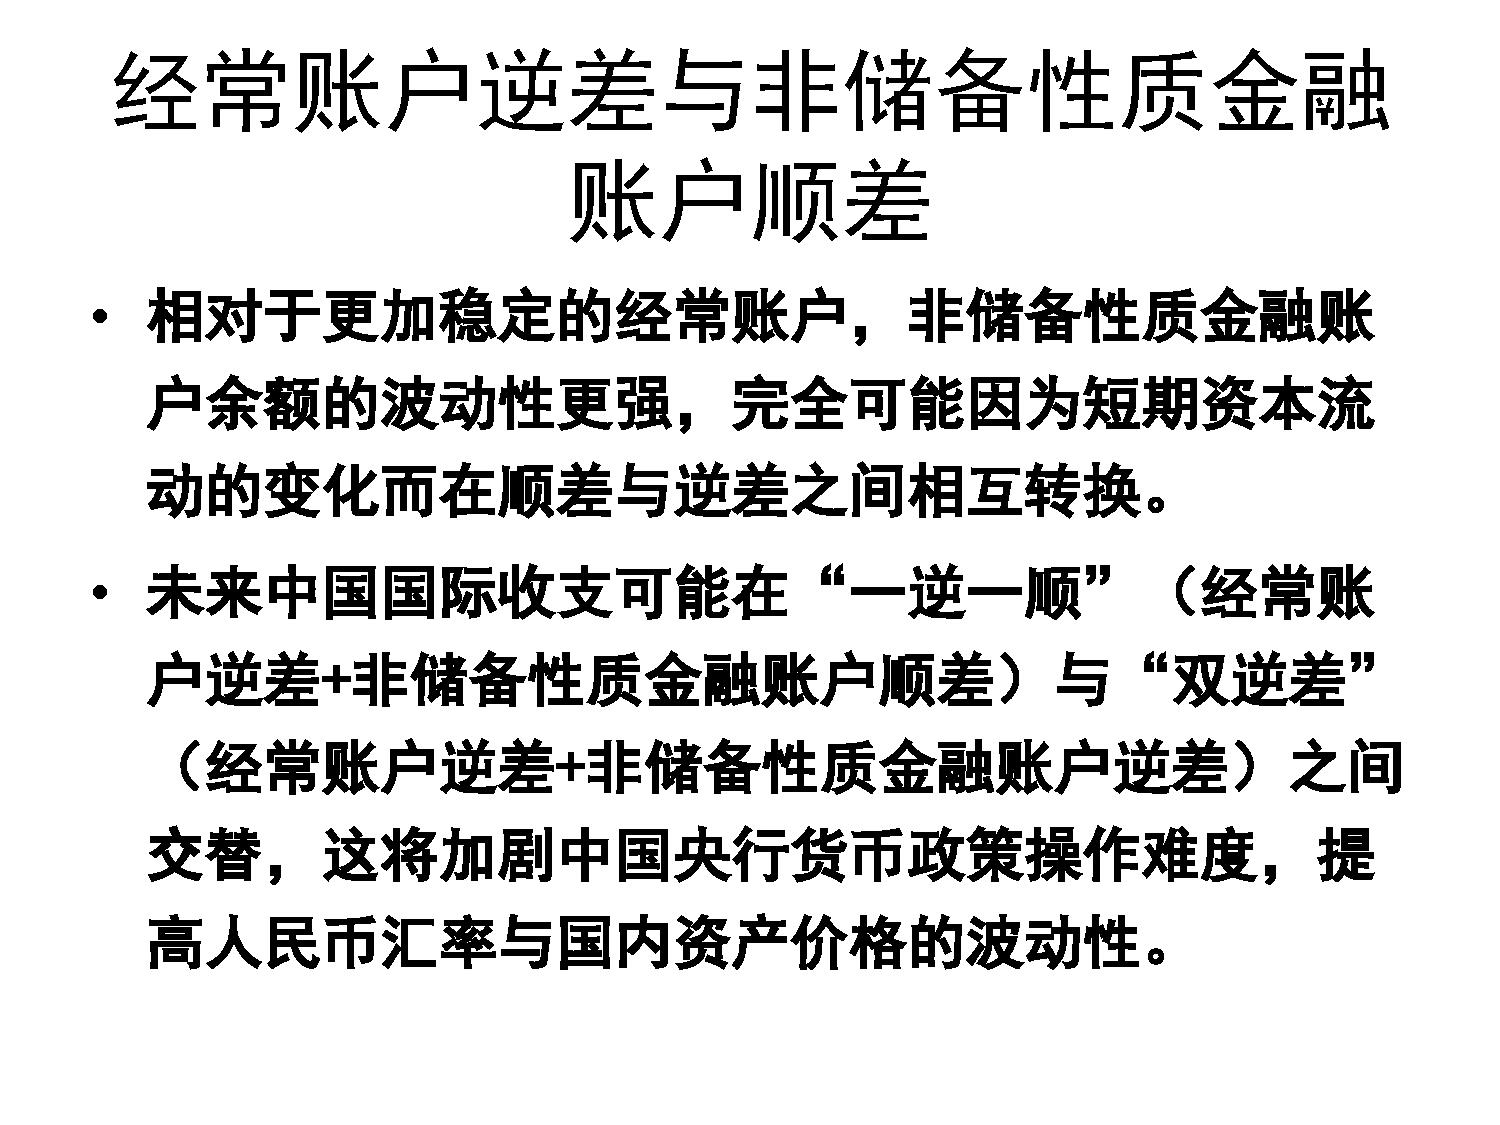 经常账户逆差与非储备性质金融
账户顺差
• 相对于更加稳定的经常账户，非储备性质金融账
户余额的波动性更强，完全可能因为短期资本流
动的变化而在顺差与逆差之间相互转换。
• 未来中国国际收支可能在“一逆一顺”（经常账
户逆差+非储备性质金融账户顺差）与“双逆差”
（经常账户逆差+非储备性质金融账户逆差）之间
交替，这将加剧中国央行货币政策操作难度，提
高人民币汇率与国内资产价格的波动性。